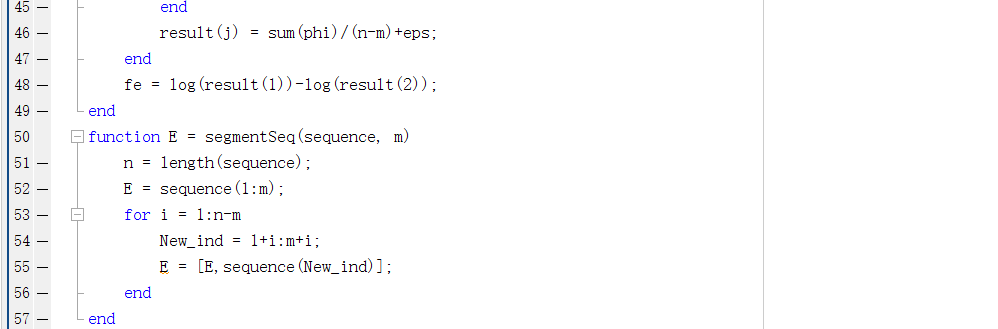 45 end
46 result(j) = sum(phi)/(n-m)+eps;
47 end
48 fe = log(result(1))-log(result(2));
49 end
50 function E = segmentSeq(sequence, m)
51 n = length(sequence);
52 E = sequence(1:m);
53 for i = 1:n-m
54 New_ind = 1+i:m+i;
55 E = [E,sequence(New_ind)];
56 end
57 end